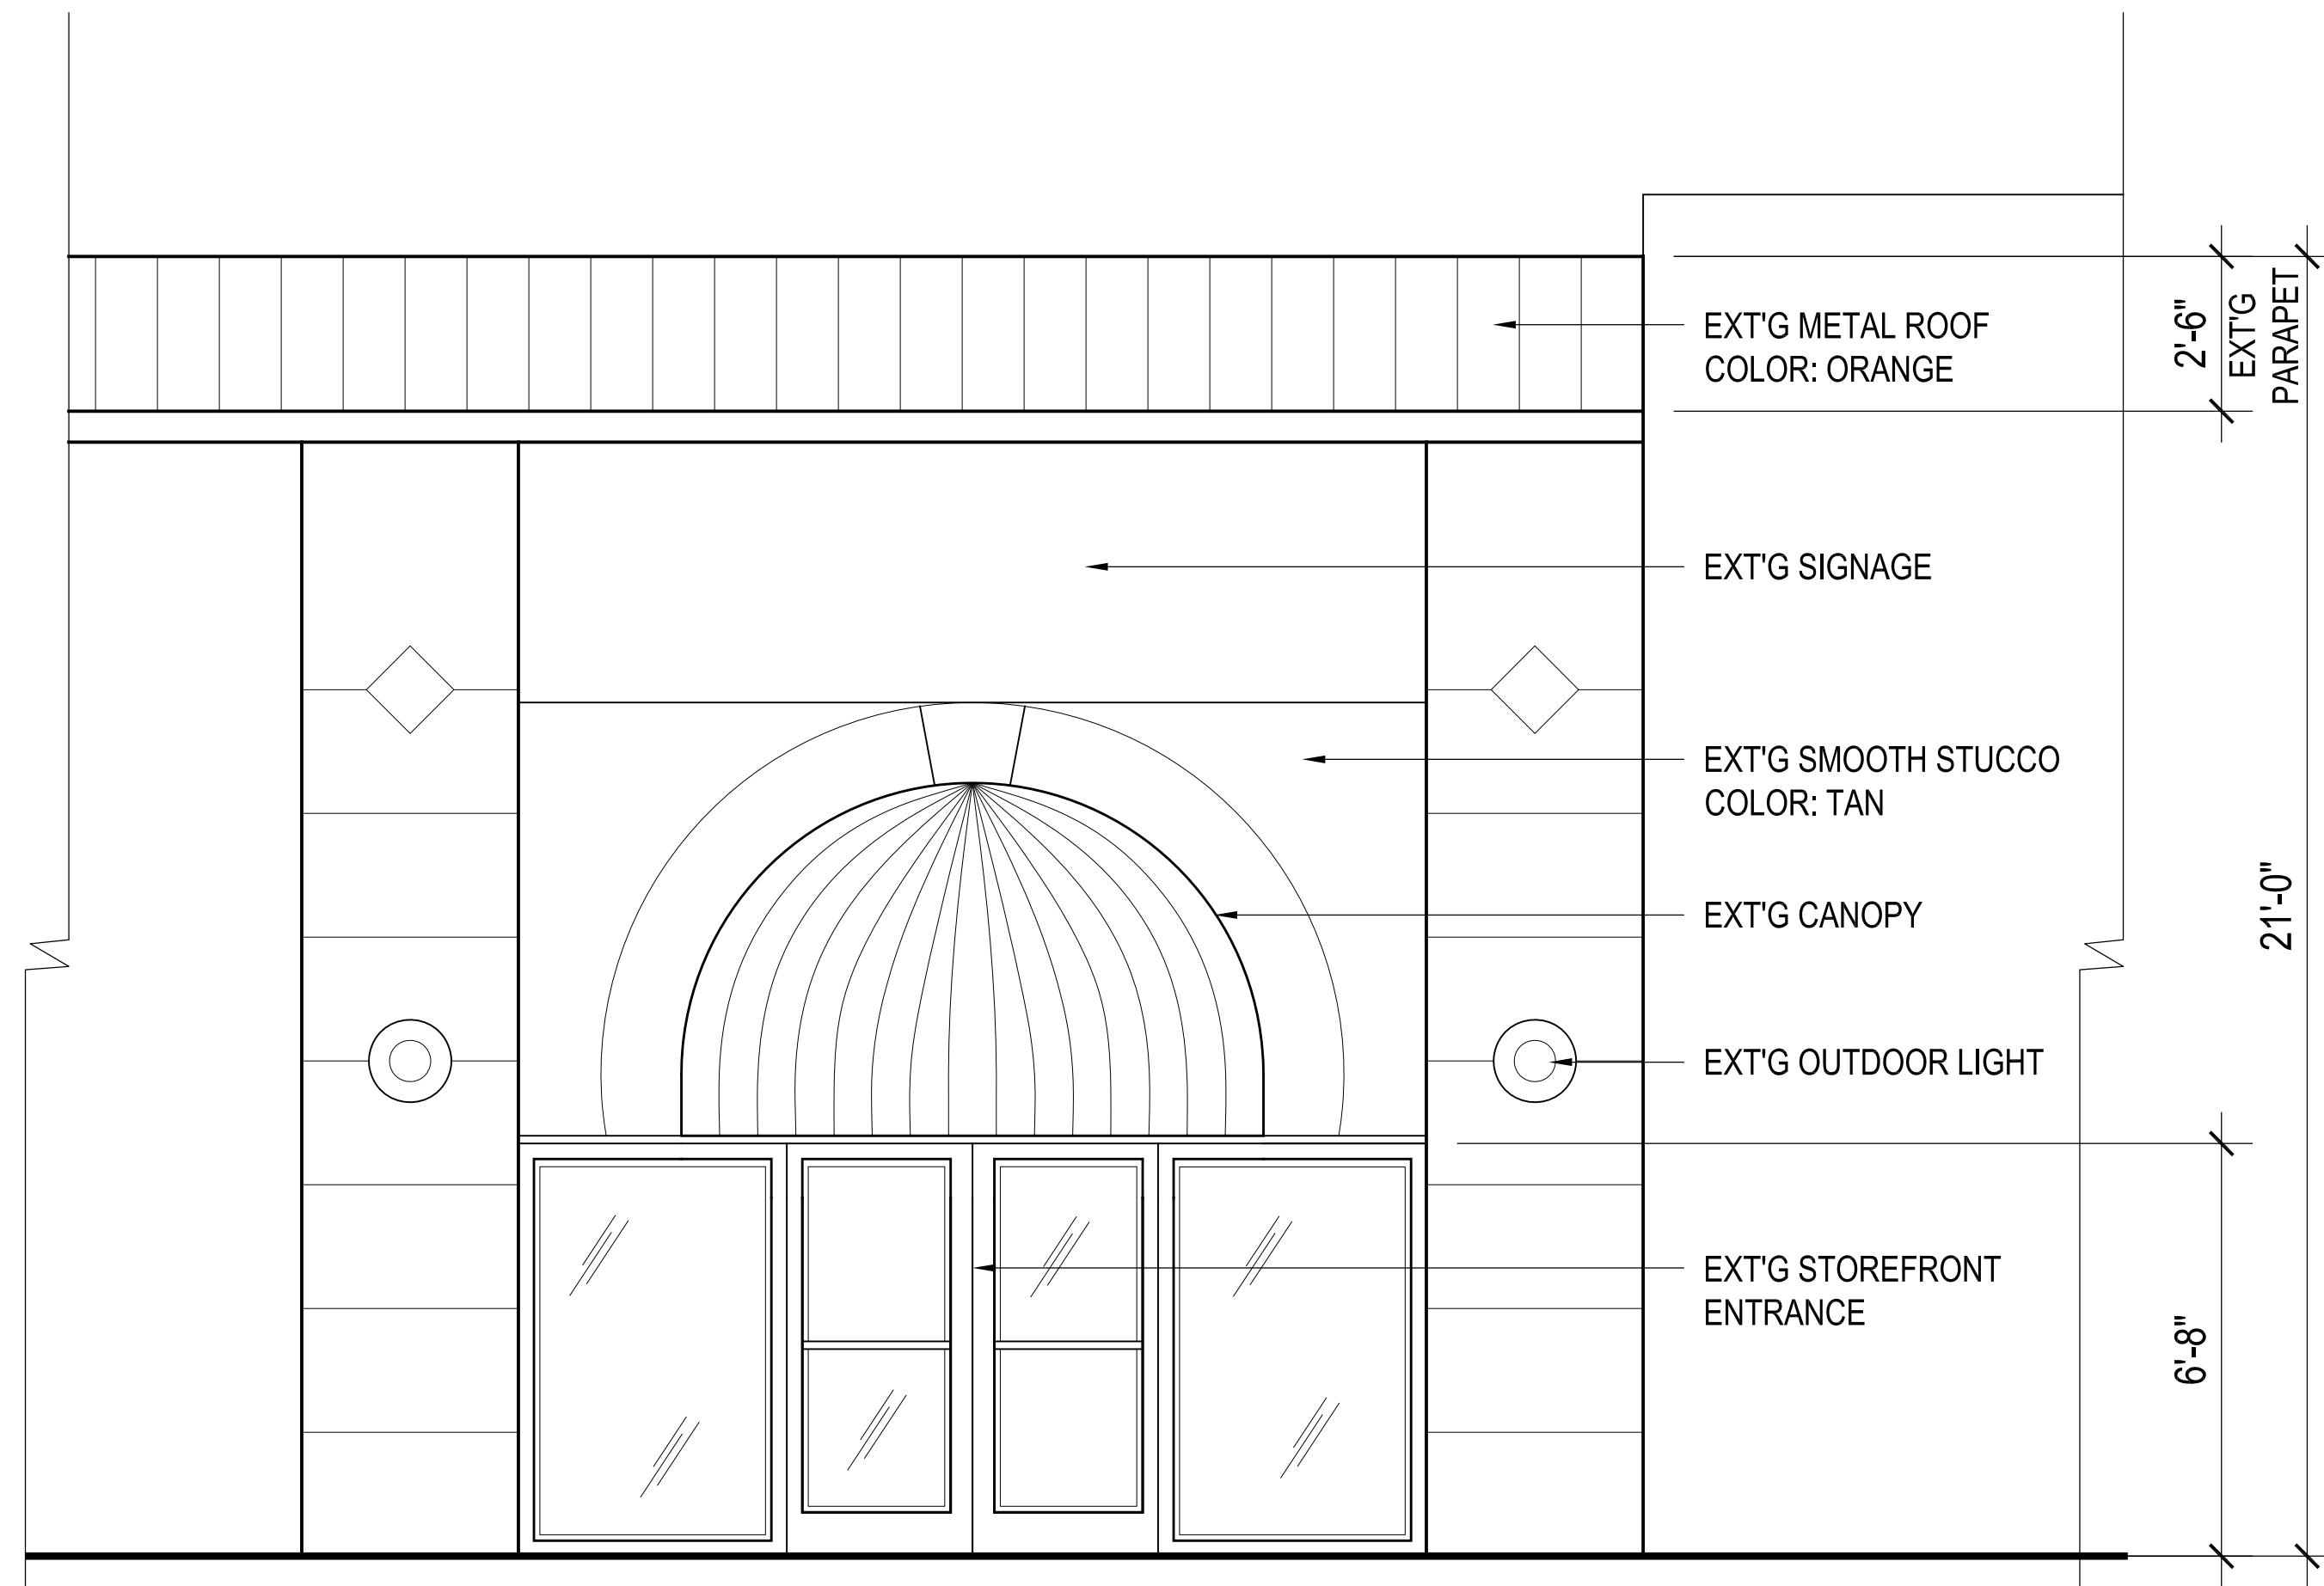 EXT'G METAL ROOF
COLOR: ORANGE
2'-6"
EXT'G
PARAPET
EXT'G SIGNAGE
EXT'G SMOOTH STUCCO
COLOR: TAN
EXT'G CANOPY
21'-0"
EXT'G OUTDOOR LIGHT
EXT'G STOREFRONT
ENTRANCE
6'-8"